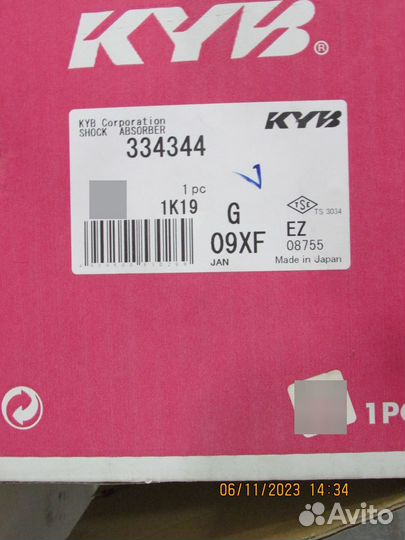 KYB®
KYB Corporation
SHOCK ABSORBER
KYB
334344
1 pc
TSE
TS 3034
1K19
G
EZ
09XF
08755
JAN
Made in Japan
1PC
06/11/2023 14:34
Avito